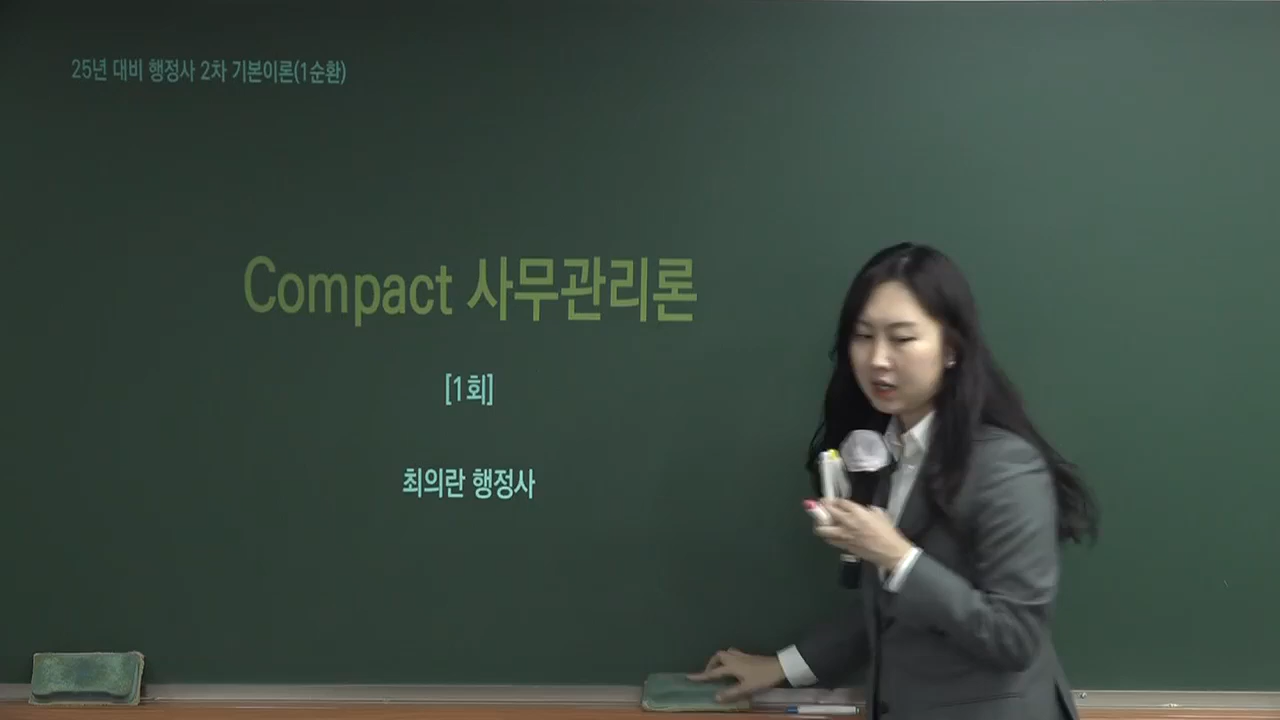 25년 대비 행정사 2차 기본이론(1순환)
Compact 사무관리론
[1회]
최의란 행정사